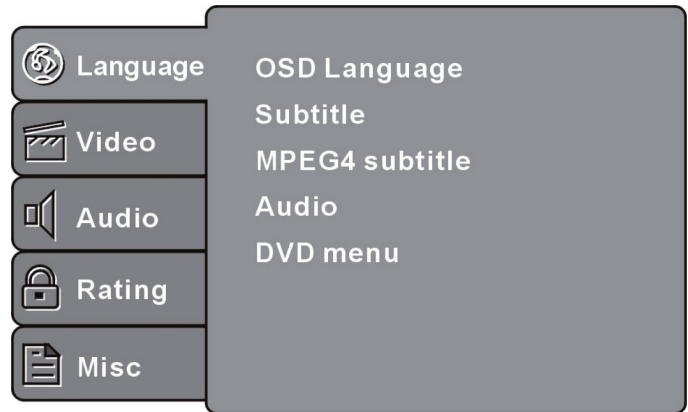 Language
Video
Audio
Rating
Misc
OSD Language
Subtitle
MPEG4 subtitle
Audio
DVD menu